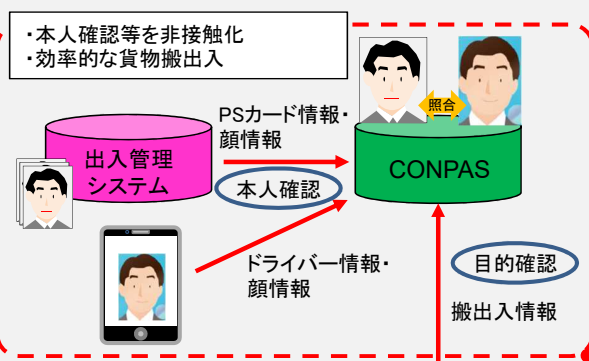 ・本人確認等を非接触化
・効率的な貨物搬出入
照合
PSカード情報・
顔情報
出入管理
システム
CONPAS
本人確認
ドライバー情報・
顔情報
目的確認
搬出入情報